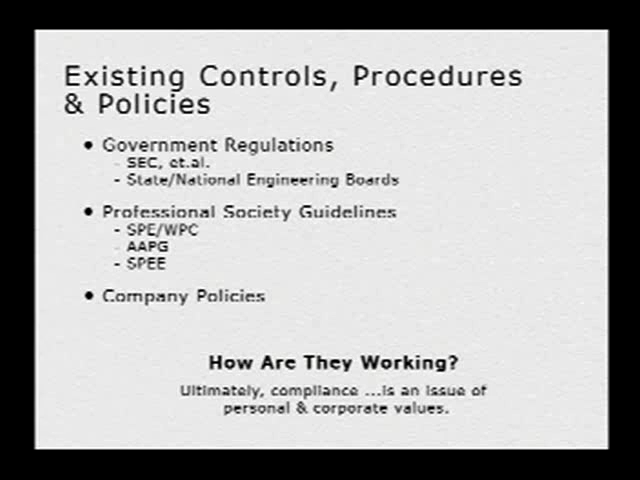 Existing Controls, Procedures
& Policies
• Government Regulations
- SEC, et.al.
- State/National Engineering Boards
• Professional Society Guidelines
- SPE/WPC
- AAPG
- SPEE
• Company Policies
How Are They Working?
Ultimately, compliance ...is an issue of
personal & corporate values.